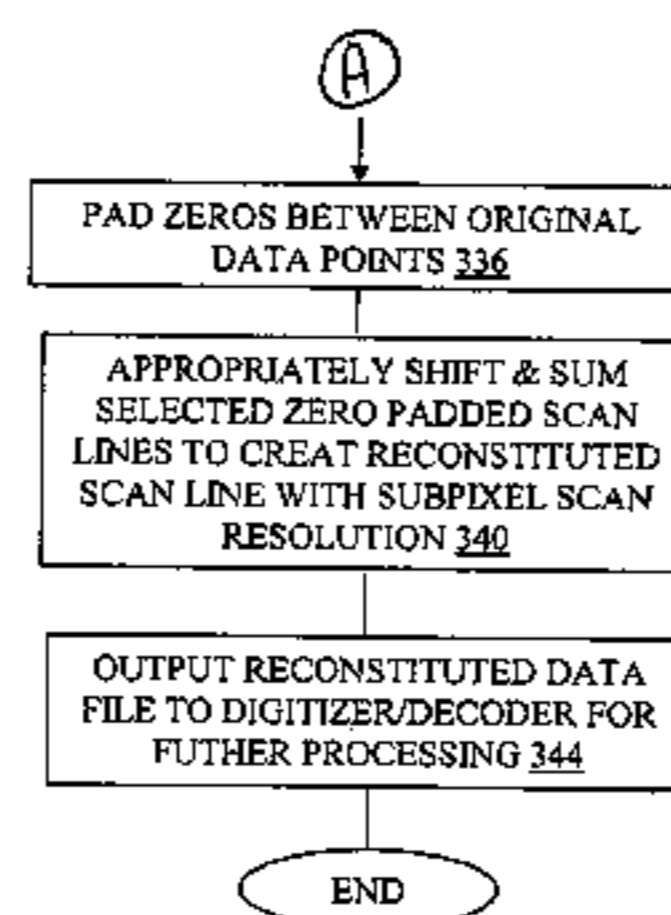 A
PAD ZEROS BETWEEN ORIGINAL
DATA POINTS 336
APPROPRIATELY SHIFT & SUM
SELECTED ZERO PADDED SCAN
LINES TO CREAT RECONSTITUTED
SCAN LINE WITH SUBPIXEL SCAN
RESOLUTION 340
OUTPUT RECONSTITUTED DATA
FILE TO DIGITIZER/DECODER FOR
FUTHER PROCESSING 344
END